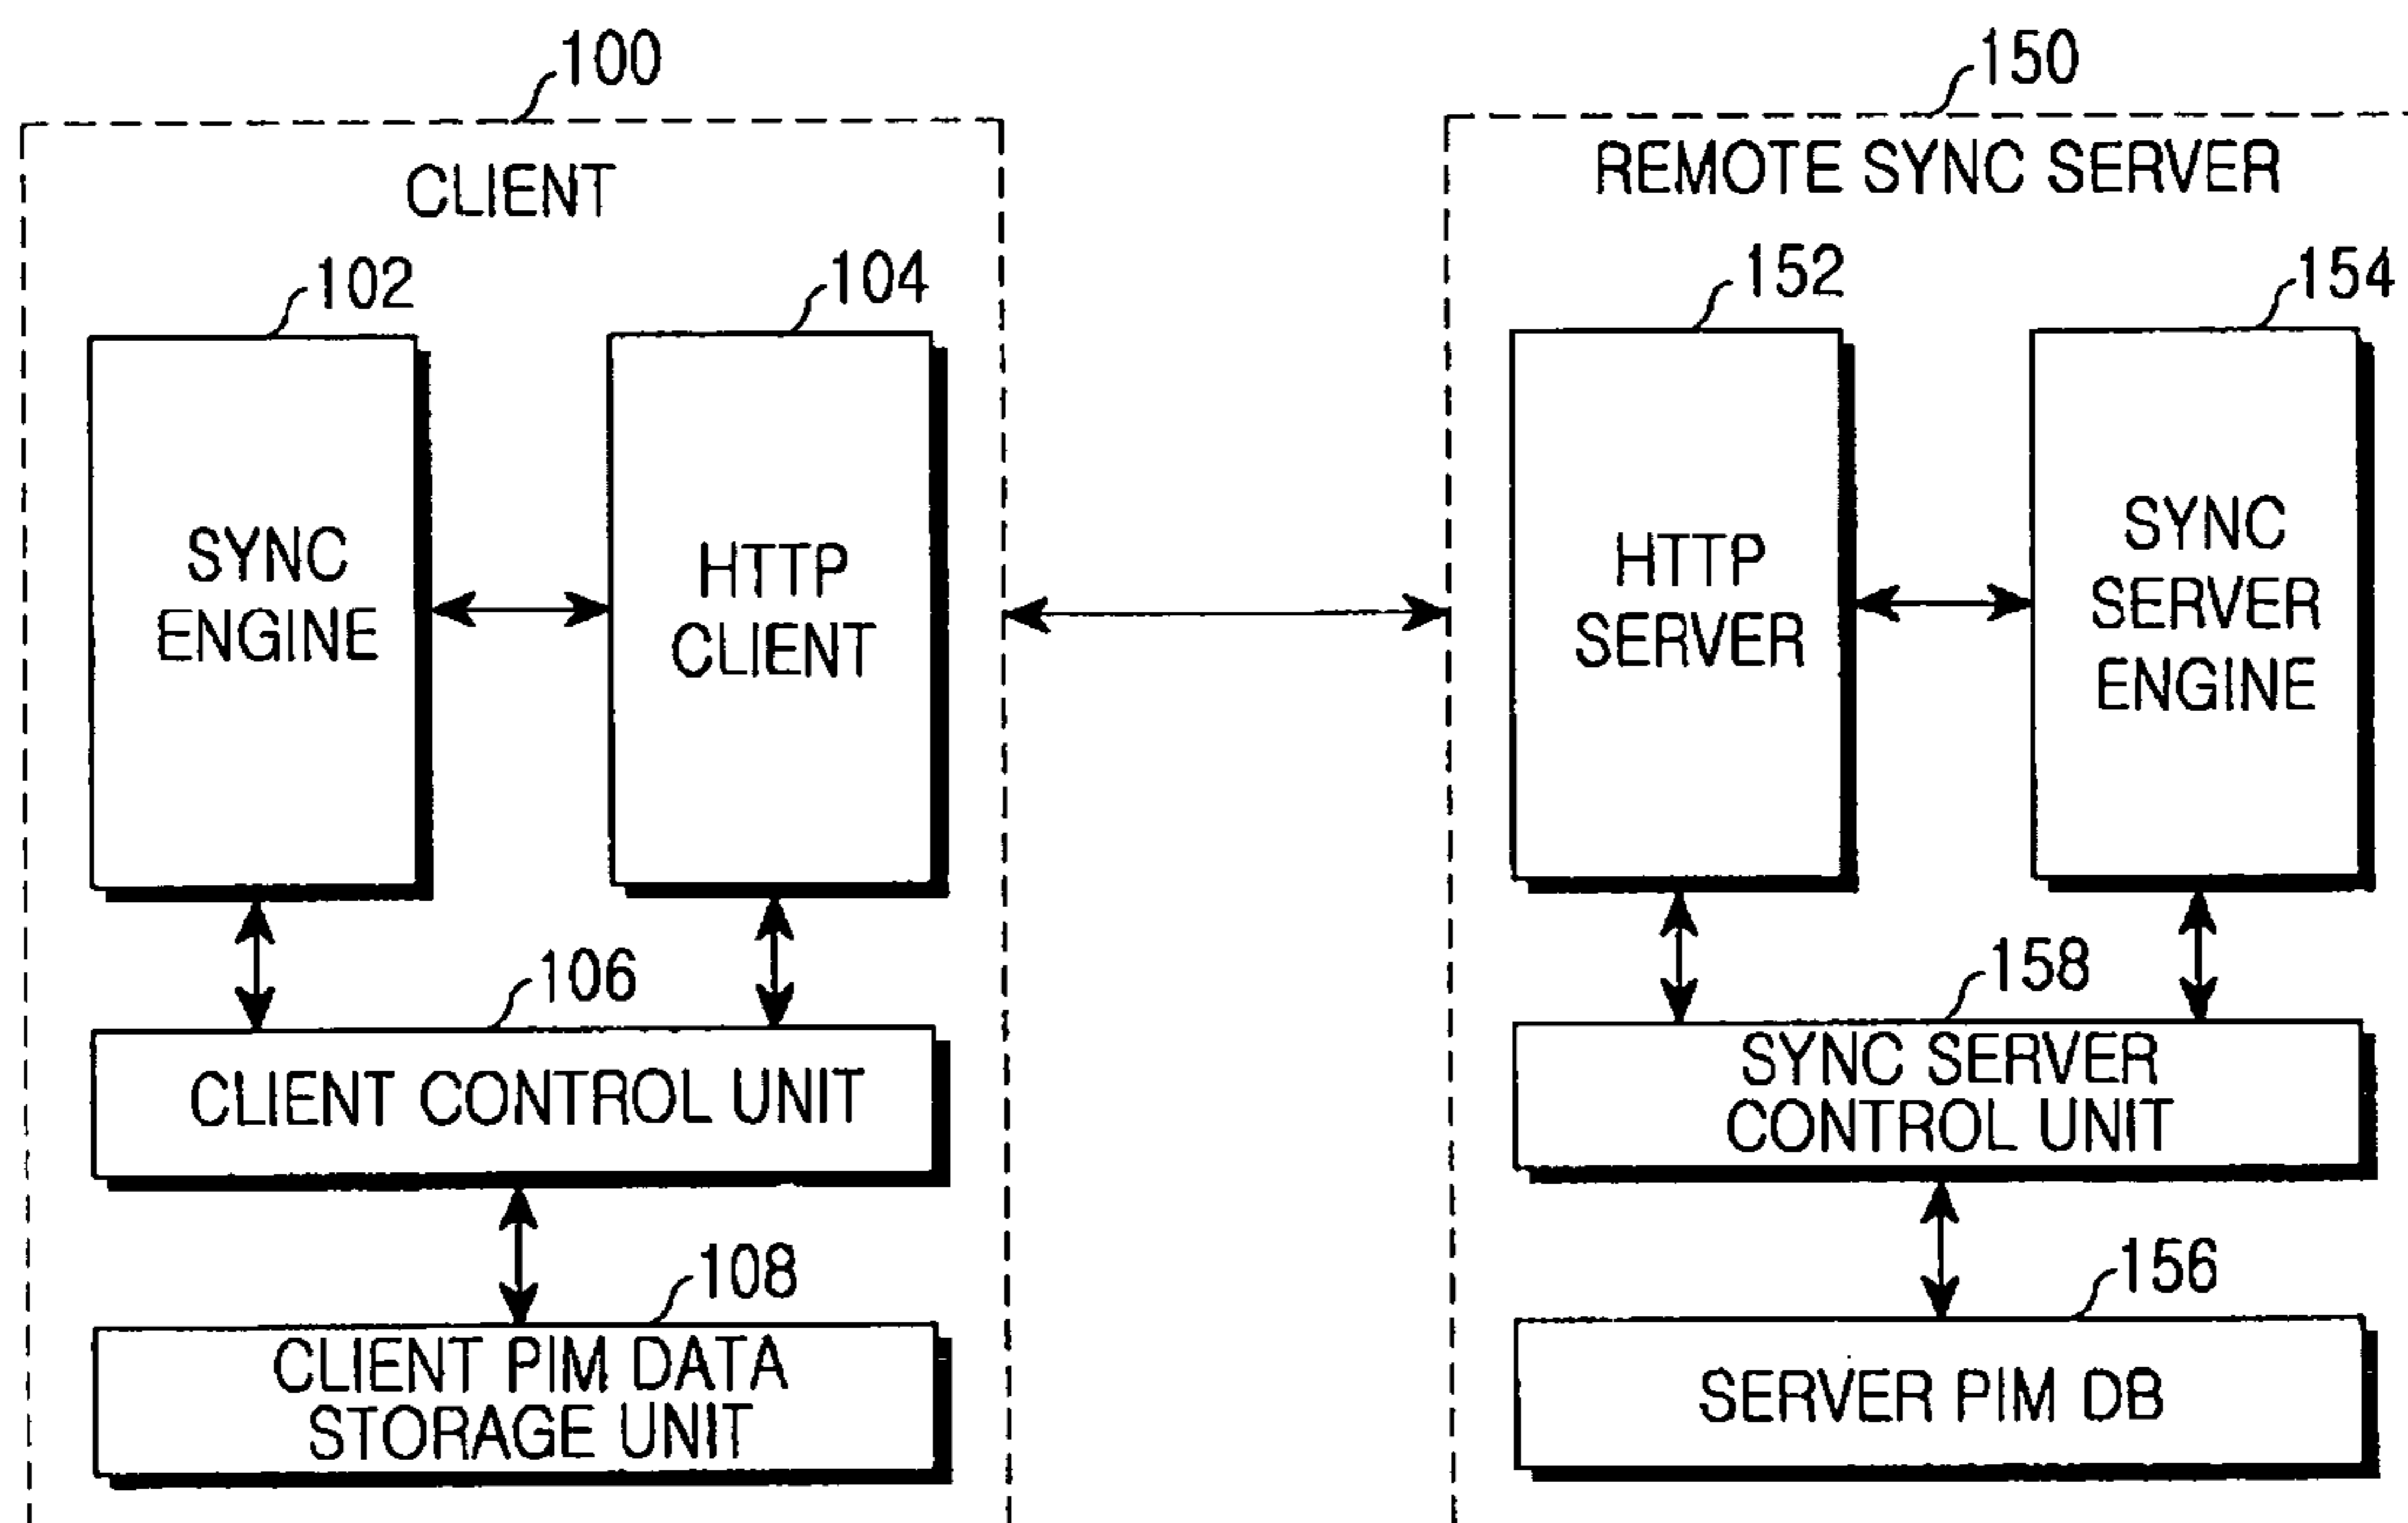 100
150
CLIENT
REMOTE SYNC SERVER
102
104
152
154
SYNC
ENGINE
HTTP
CLIENT
HTTP
SERVER
SYNC
SERVER
ENGINE
106
158
CLIENT CONTROL UNIT
SYNC SERVER
CONTROL UNIT
108
156
CLIENT PIM DATA
STORAGE UNIT
SERVER PIM DB